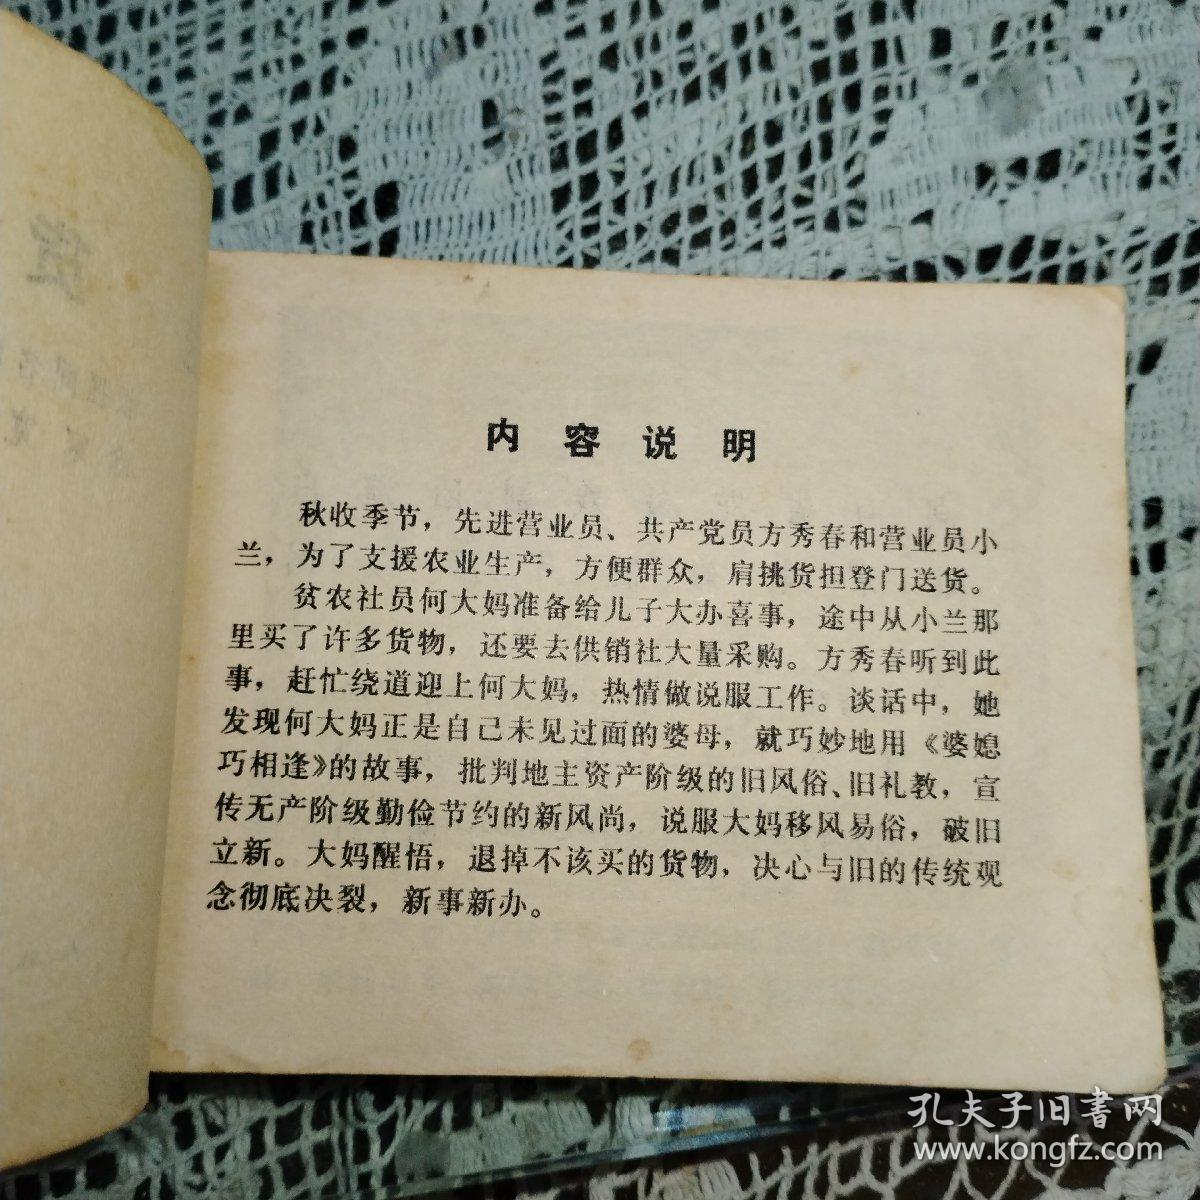 货
内容说明
秋收季节，先进营业员、共产党员方秀春和营业员小
兰，为了支援农业生产，方便群众，肩挑货担登门送货。
贫农社员何大妈准备给儿子大办喜事，途中从小兰那
里买了许多货物，还要去供销社大量采购。方秀春听到此
事，赶忙绕道迎上何大妈，热情做说服工作。谈话中，她
发现何大妈正是自己未见过面的婆母，就巧妙地用《婆媳
巧相逢》的故事，批判地主资产阶级的旧风俗、旧礼教，宣
传无产阶级勤俭节约的新风尚，说服大妈移风易俗，破旧
立新。大妈醒悟，退掉不该买的货物，决心与旧的传统观
念彻底决裂，新事新办。
孔夫子旧書网
www.kongfz.com